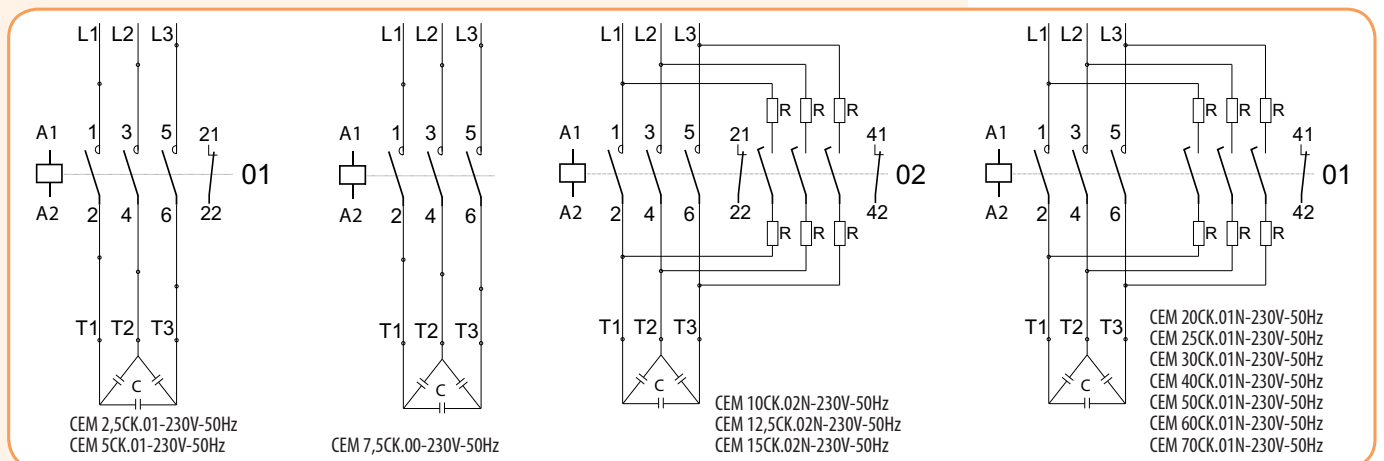 L1 L2 L3
A1 1 3 5 21
01
A2 2 4 6 22
T1 T2 T3
C
CEM 2,5CK.01-230V-50Hz
CEM 5CK.01-230V-50Hz
L1 L2 L3
A1 1 3 5
A2 2 4 6
T1 T2 T3
C
CEM 7,5CK.00-230V-50Hz
L1 L2 L3
R R R
A1 1 3 5 21 41
02
A2 2 4 6 22 42
R R R
T1 T2 T3
C
CEM 10CK.02N-230V-50Hz
CEM 12,5CK.02N-230V-50Hz
CEM 15CK.02N-230V-50Hz
L1 L2 L3
R R R
A1 1 3 5 41
01
A2 2 4 6 42
R R R
T1 T2 T3
C
CEM 20CK.01N-230V-50Hz
CEM 25CK.01N-230V-50Hz
CEM 30CK.01N-230V-50Hz
CEM 40CK.01N-230V-50Hz
CEM 50CK.01N-230V-50Hz
CEM 60CK.01N-230V-50Hz
CEM 70CK.01N-230V-50Hz